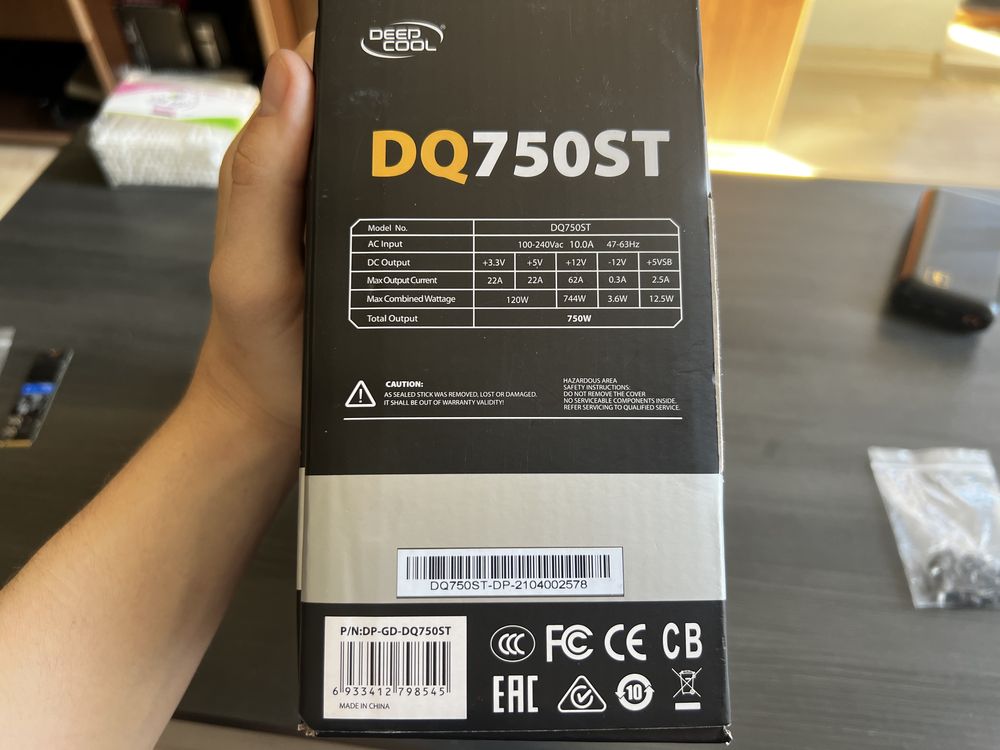 DEEP
COOL®
DQ750ST
Model No. DQ750ST
AC Input 100-240Vac 10.0A 47-63Hz
DC Output +3.3V +5V +12V -12V +5VSB
Max Output Current 22A 22A 62A 0.3A 2.5A
Max Combined Wattage 120W 744W 3.6W 12.5W
Total Output 750W
CAUTION:
AS SEALED STICK WAS REMOVED, LOST OR DAMAGED.
IT SHALL BE OUT OF WARRANTY VALIDITY!
HAZARDOUS AREA
SAFETY INSTRUCTIONS:
DO NOT REMOVE THE COVER
NO SERVICEABLE COMPONENTS INSIDE.
REFER SERVICING TO QUALIFIED SERVICE.
DQ750ST-DP-2104002578
P/N:DP-GD-DQ750ST
6 933412 798545
MADE IN CHINA
CCC FC CE CB
EAC 10